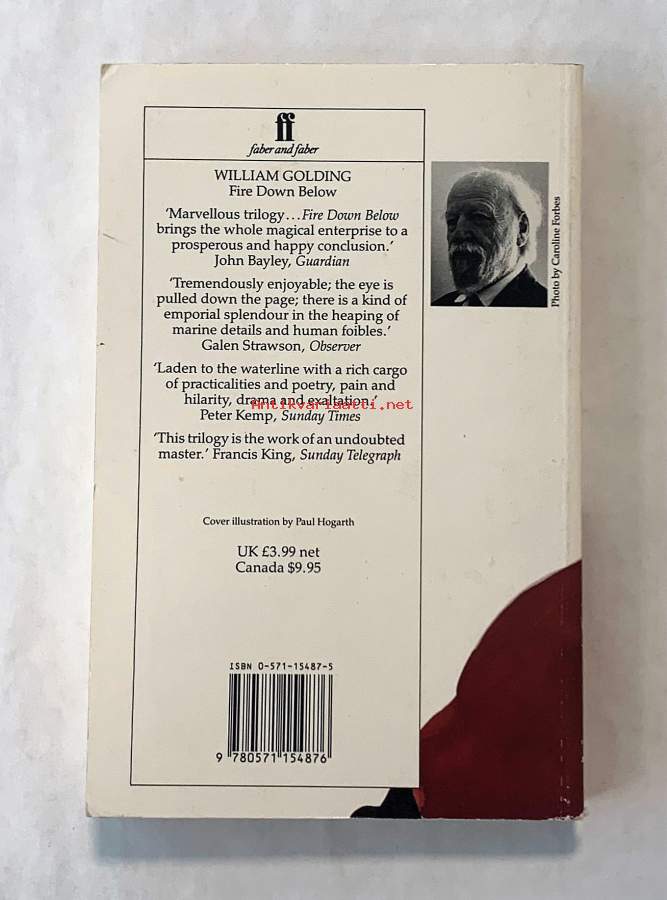 ff
faber and faber
WILLIAM GOLDING
Fire Down Below
‘Marvellous trilogy…Fire Down Below
brings the whole magical enterprise to a
prosperous and happy conclusion.’
John Bayley, Guardian
‘Tremendously enjoyable; the eye is
pulled down the page; there is a kind of
emporial splendour in the heaping of
marine details and human foibles.’
Galen Strawson, Observer
‘Laden to the waterline with a rich cargo
of practicalities and poetry, pain and
hilarity, drama and exaltation.’
Antikvariaatti.net
Peter Kemp, Sunday Times
‘This trilogy is the work of an undoubted
master.’ Francis King, Sunday Telegraph
Cover illustration by Paul Hogarth
UK £3.99 net
Canada $9.95
ISBN 0-571-15487-5
9 780571 154876
Photo by Caroline Forbes